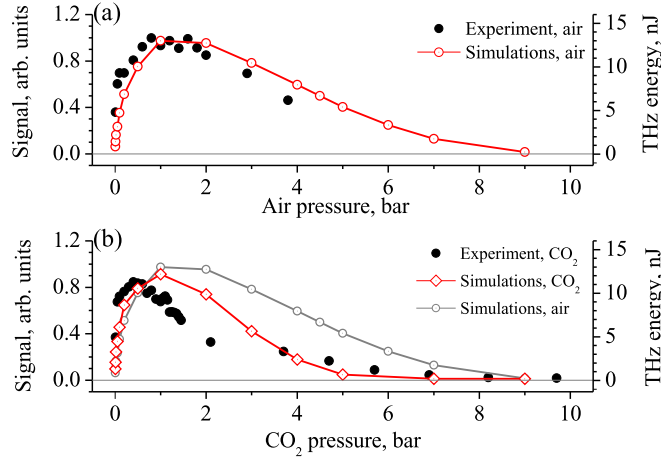 (a)
1.2
0.8
0.4
0.0
Signal, arb. units
Experiment, air
Simulations, air
15
10
5
0
THz energy, nJ
0 2 4 6 8 10
Air pressure, bar
(b)
1.2
0.8
0.4
0.0
Signal, arb. units
Experiment, CO₂
Simulations, CO₂
Simulations, air
15
10
5
0
THz energy, nJ
0 2 4 6 8 10
CO₂ pressure, bar